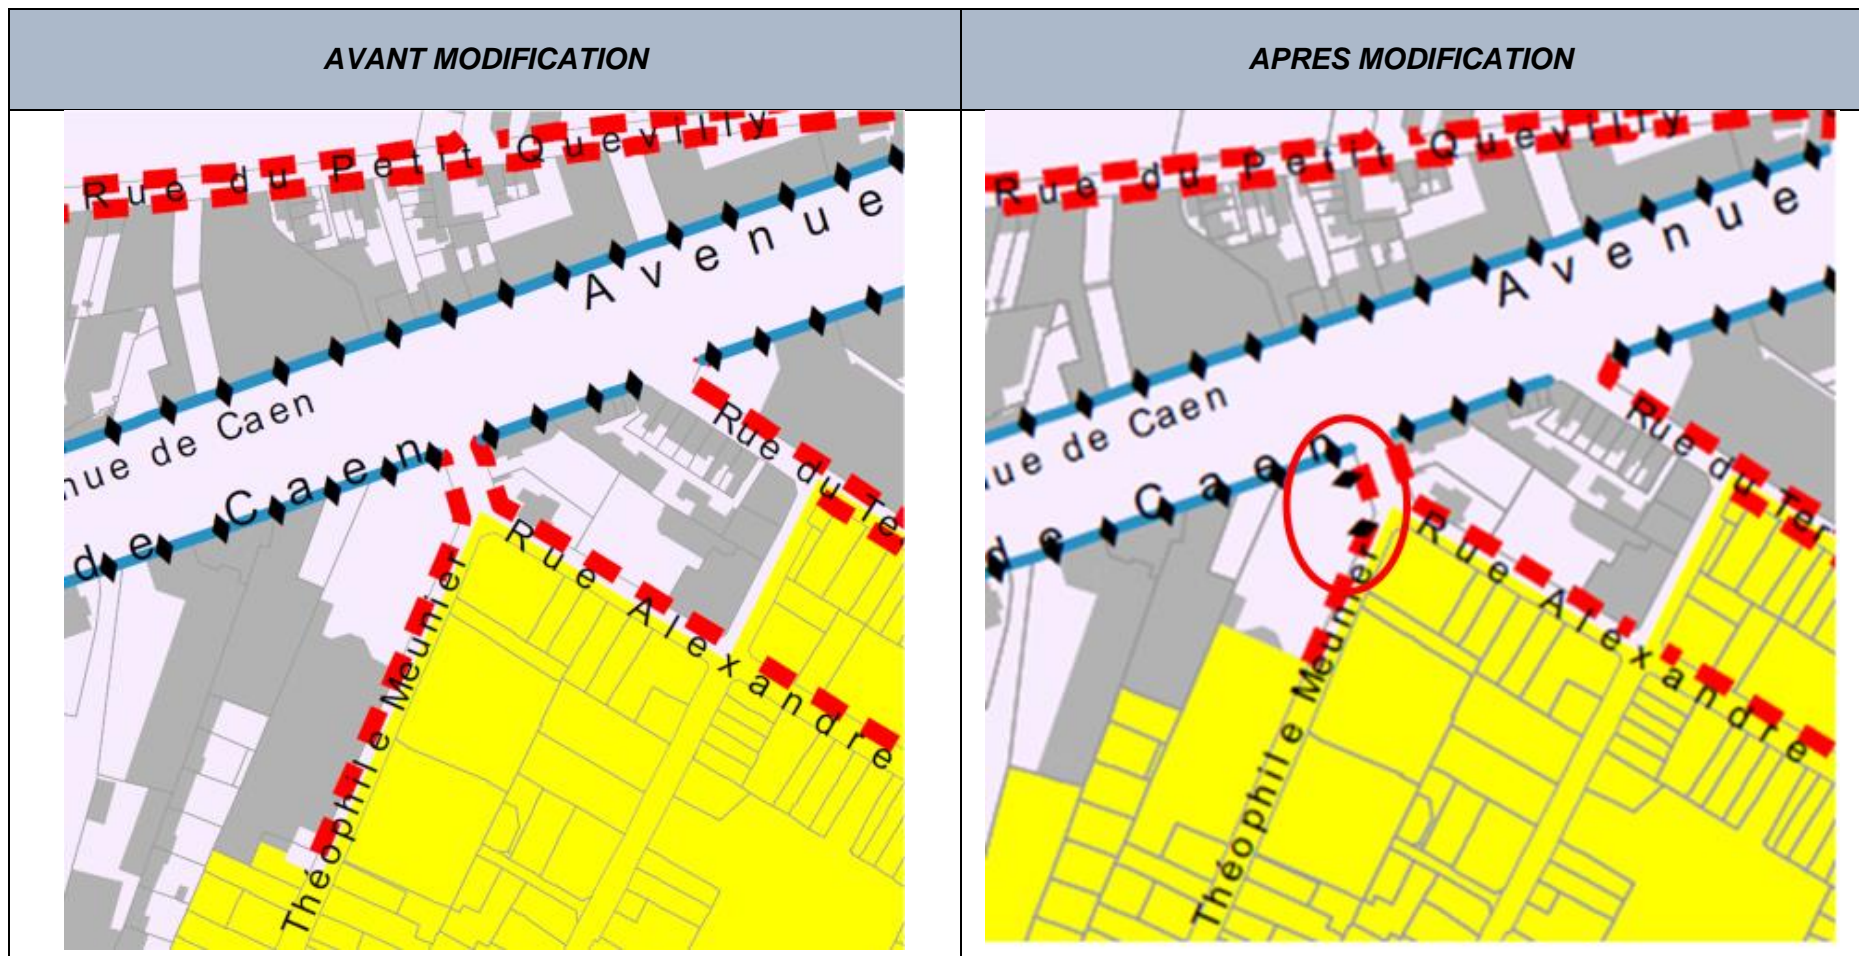 AVANT MODIFICATION
APRES MODIFICATION
Rue du Petit Quevilly
Avenue
nue de Caen
de Caen
Rue du Te
Rue Alexandre
Théophile Meunier
Rue du Petit Quevilly
Avenue
ue de Caen
de Caen
Rue du Ter
Rue Alexandre
Théophile Meunier